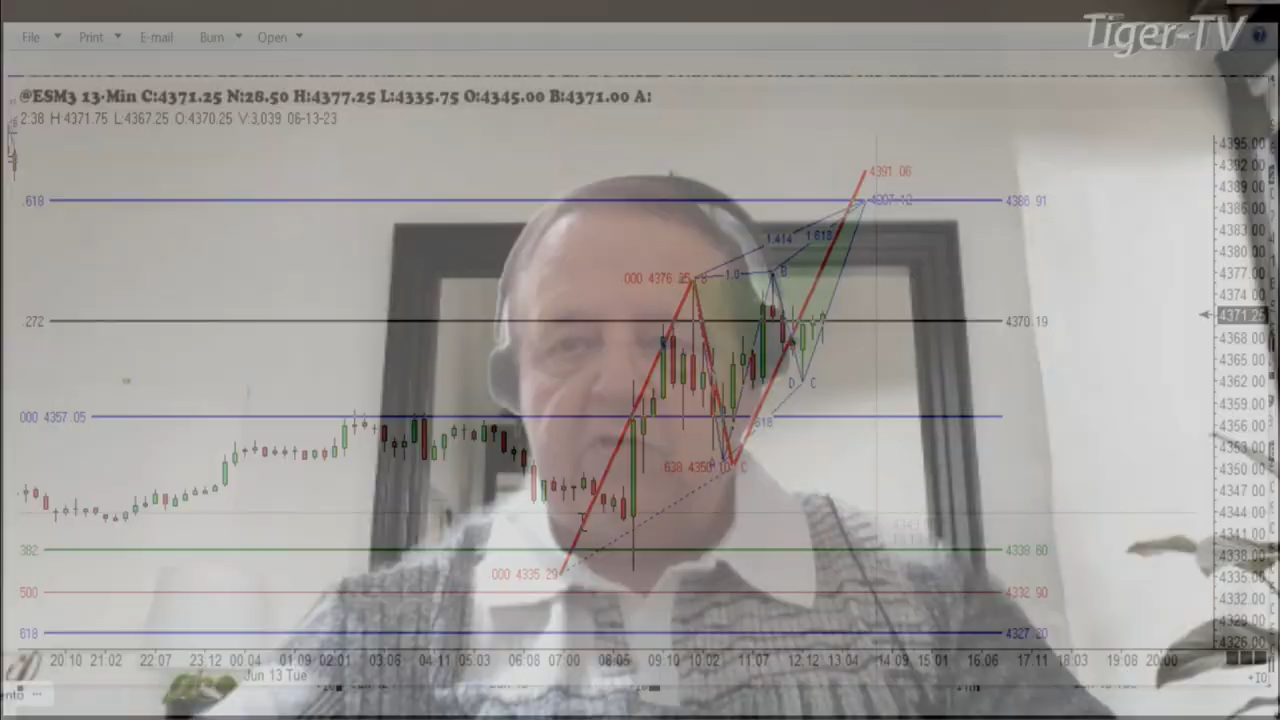 Tiger-TV
File Print E-mail Burn Open
@ESM3 13-Min C:4371.25 N:28.50 H:4377.25 L:4335.75 O:4345.00 B:4371.00 A:
2:38 H 4371.75 L:4367.25 O.4370.25 V:3,039 06-13-23
4395.00
4392.00
4391 06
4389.00
.618 4386 91
4386.00
1.618
4383.00
1.414
4380.00
000 4376 25 1.0 B
4377.00
4374.00
.272 4370.19
4371.25
4368.00
4365.00
D C
4362.00
4359.00
000 4357.05
618
4356.00
4353.00
638 4350 10 C
4350.00
4347.00
4344.00
4341.00
382 4338 60
4338.00
000 4335 29
4335.00
500 4332 90
4332.00
4329.00
618 4327.20
4326.00
20:10 21:02 22:07 23:12 00:04 01:09 02:01 03:06 04:11 05:03 06:08 07:00 08:05 09:10 10:02 11:07 12:12 13:04 14:09 15:01 16:06 17:11 18:03 19:08 20:00
Jun 13 Tue